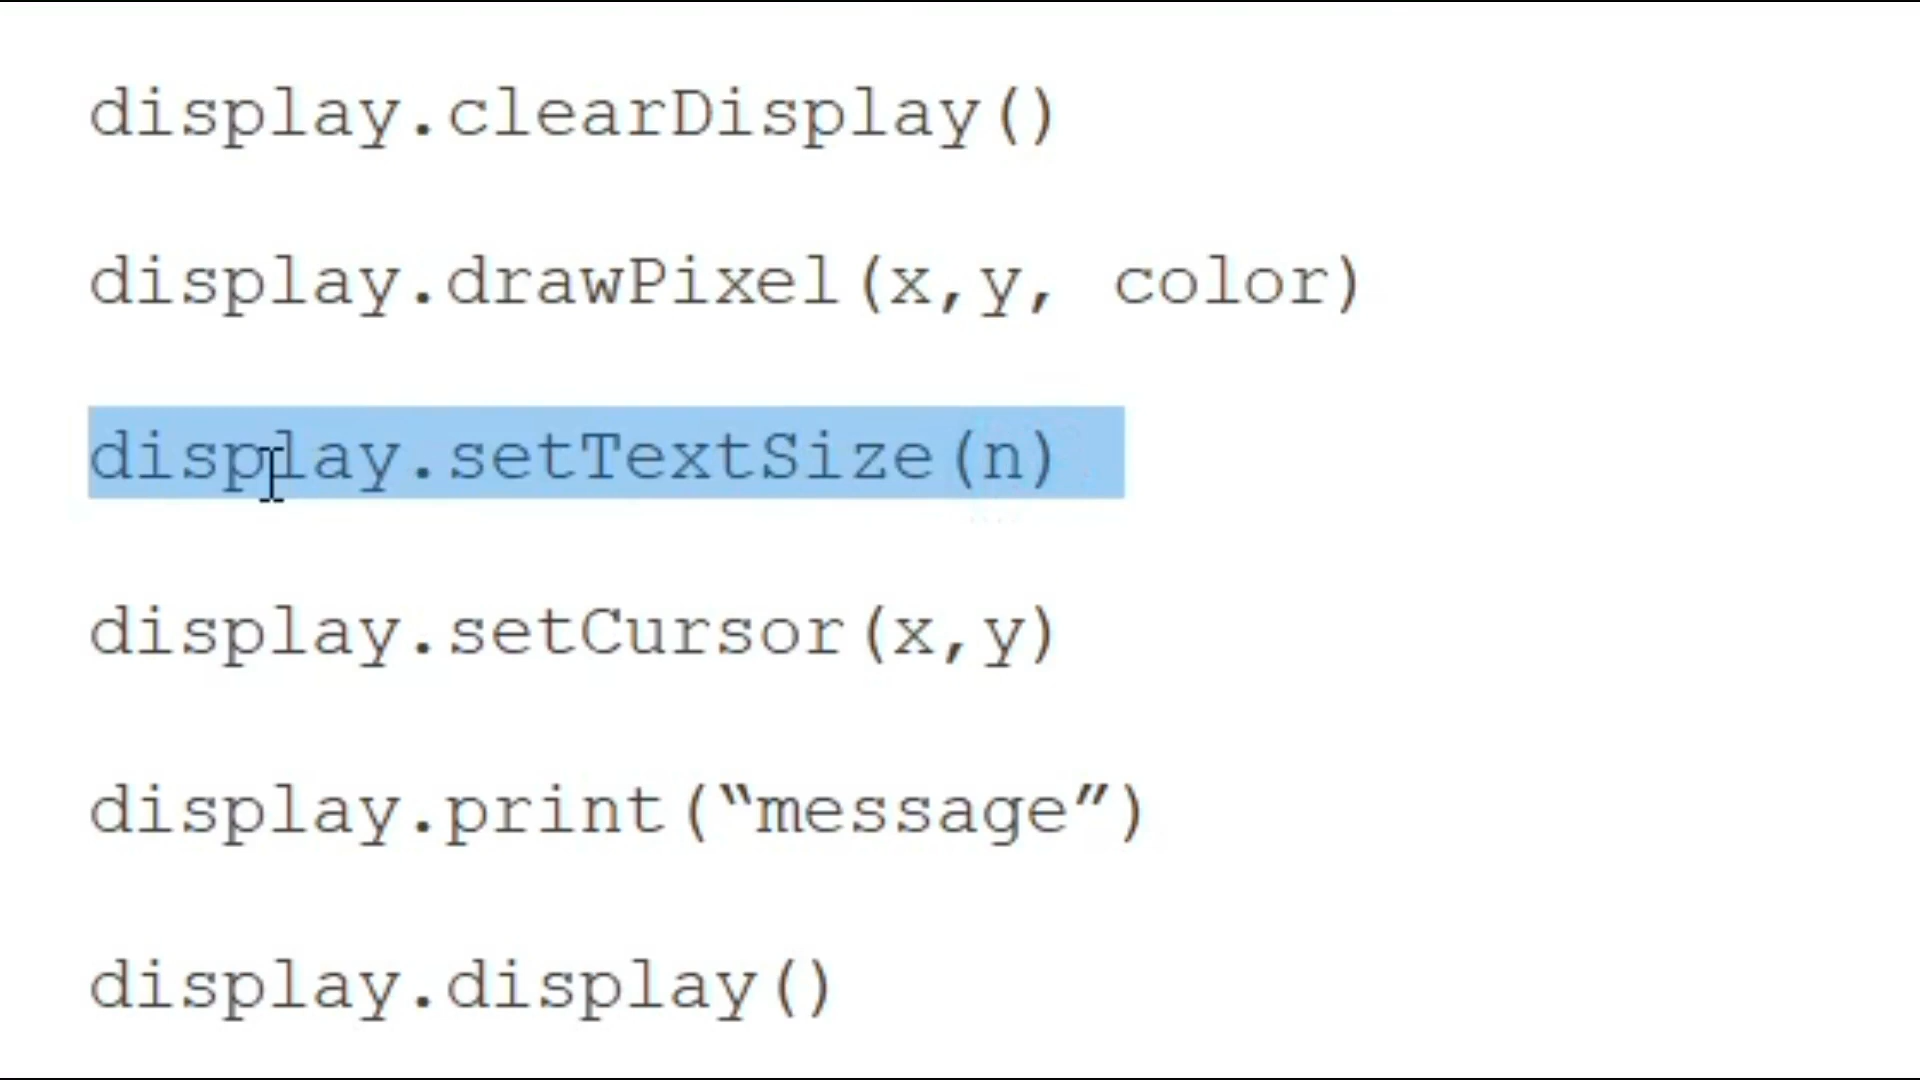 display.clearDisplay()
display.drawPixel(x,y, color)
display.setTextSize(n)
display.setCursor(x,y)
display.print(“message”)
display.display()